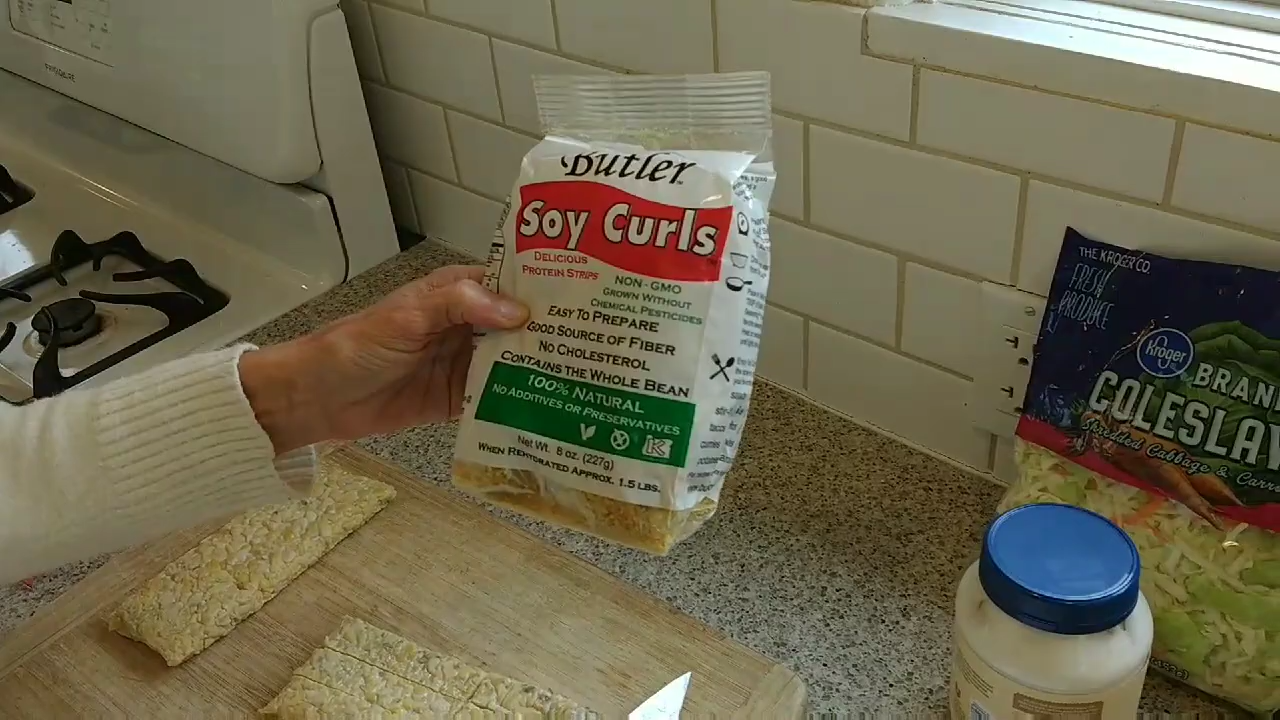 FRIGIDAIRE
Butler
Soy Curls
DELICIOUS
PROTEIN STRIPS
NON - GMO
GROWN WITHOUT
CHEMICAL PESTICIDES
EASY TO PREPARE
GOOD SOURCE OF FIBER
NO CHOLESTEROL
CONTAINS THE WHOLE BEAN
100% NATURAL
NO ADDITIVES OR PRESERVATIVES
K
NET WT. 8 OZ. (227g)
WHEN REHYDRATED APPROX. 1.5 LBS.
THE KROGER CO.
FRESH
PRODUCE
Kroger
BRAN
COLESLA
Shredded Cabbage & Carr